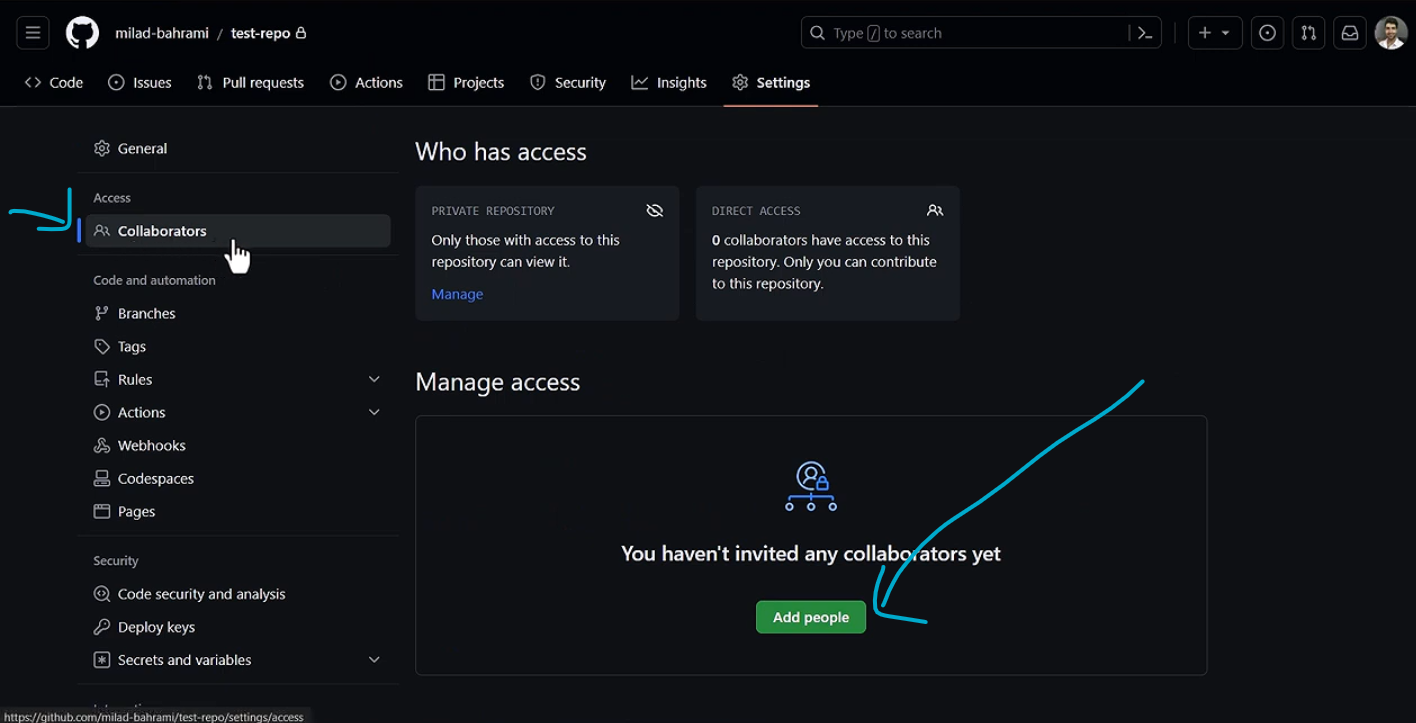 milad-bahrami / test-repo
Type / to search
Code Issues Pull requests Actions Projects Security Insights Settings
General
Access
Collaborators
Code and automation
Branches
Tags
Rules
Actions
Webhooks
Codespaces
Pages
Security
Code security and analysis
Deploy keys
Secrets and variables
Who has access
PRIVATE REPOSITORY
Only those with access to this
repository can view it.
Manage
DIRECT ACCESS
0 collaborators have access to this
repository. Only you can contribute
to this repository.
Manage access
You haven't invited any collaborators yet
Add people
https://github.com/milad-bahrami/test-repo/settings/access